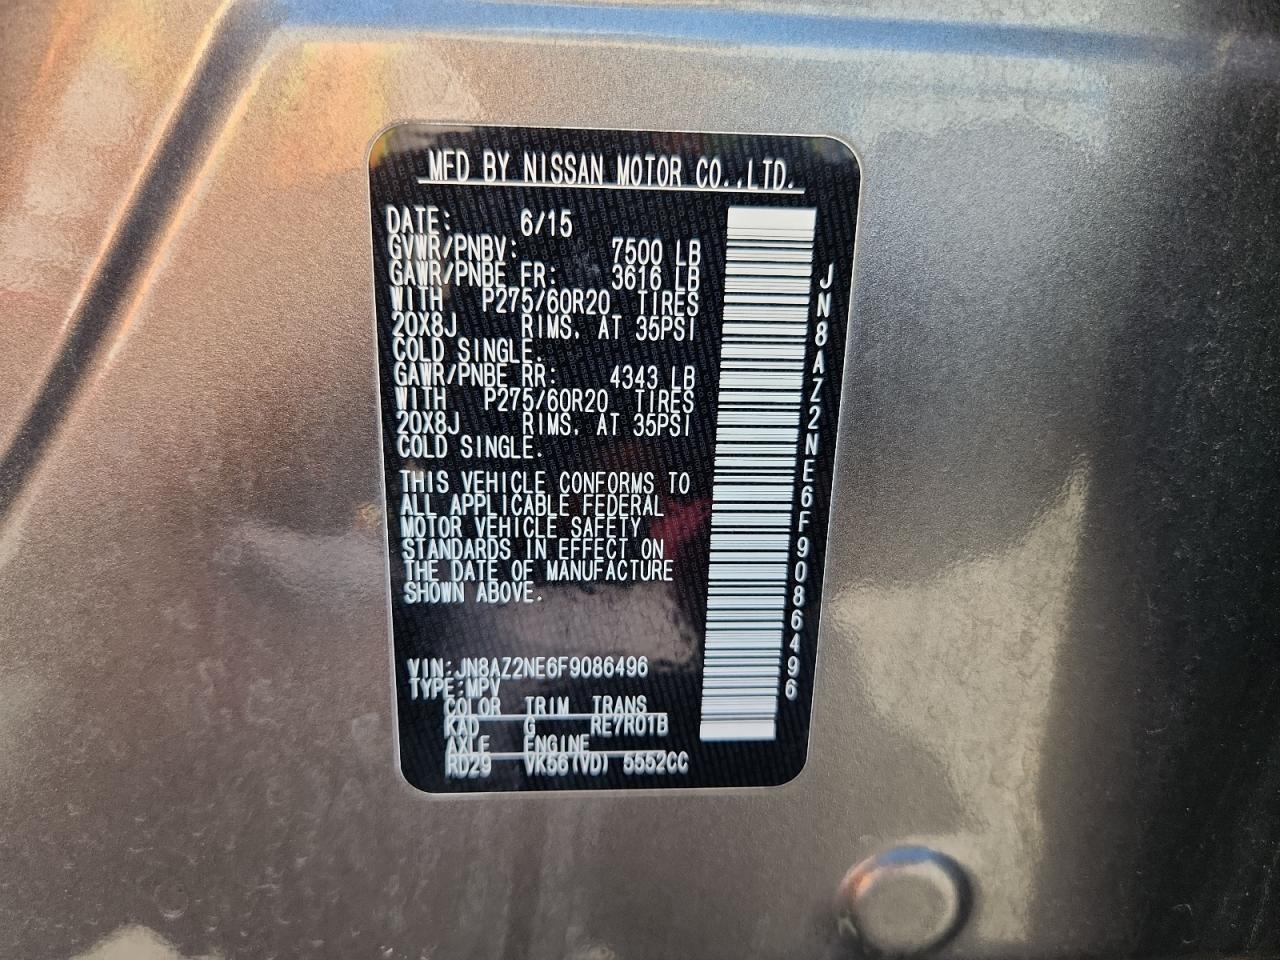 MFD BY NISSAN MOTOR CO.,LTD.
DATE: 6/15
GVWR/PNBV: 7500 LB
GAWR/PNBE FR: 3616 LB
WITH P275/60R20 TIRES
20X8J RIMS, AT 35PSI
COLD SINGLE.
GAWR/PNBE RR: 4343 LB
WITH P275/60R20 TIRES
20X8J RIMS, AT 35PSI
COLD SINGLE.
THIS VEHICLE CONFORMS TO
ALL APPLICABLE FEDERAL
MOTOR VEHICLE SAFETY
STANDARDS IN EFFECT ON
THE DATE OF MANUFACTURE
SHOWN ABOVE.
VIN:JN8AZ2NE6F9086496
TYPE:MPV
COLOR TRIM TRANS
KAD G RE7R01B
AXLE ENGINE
RD29 VK56(VD) 5552CC
JN8AZ2NE6F9086496